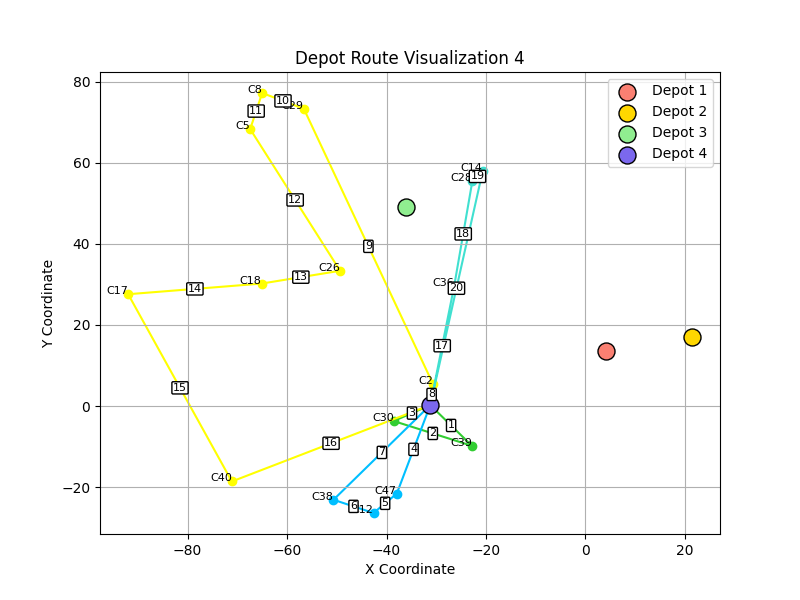 Depot Route Visualization 4
Depot 1
Depot 2
Depot 3
Depot 4
Y Coordinate
80
60
40
20
0
−20
−80
−60
−40
−20
0
20
X Coordinate
C8
10
C29
11
C5
C14
19
C28
12
18
9
C26
13
C18
14
C17
C36
20
17
15
C2
8
3
C30
1
2
C39
16
4
7
C40
C47
C38
5
6
12